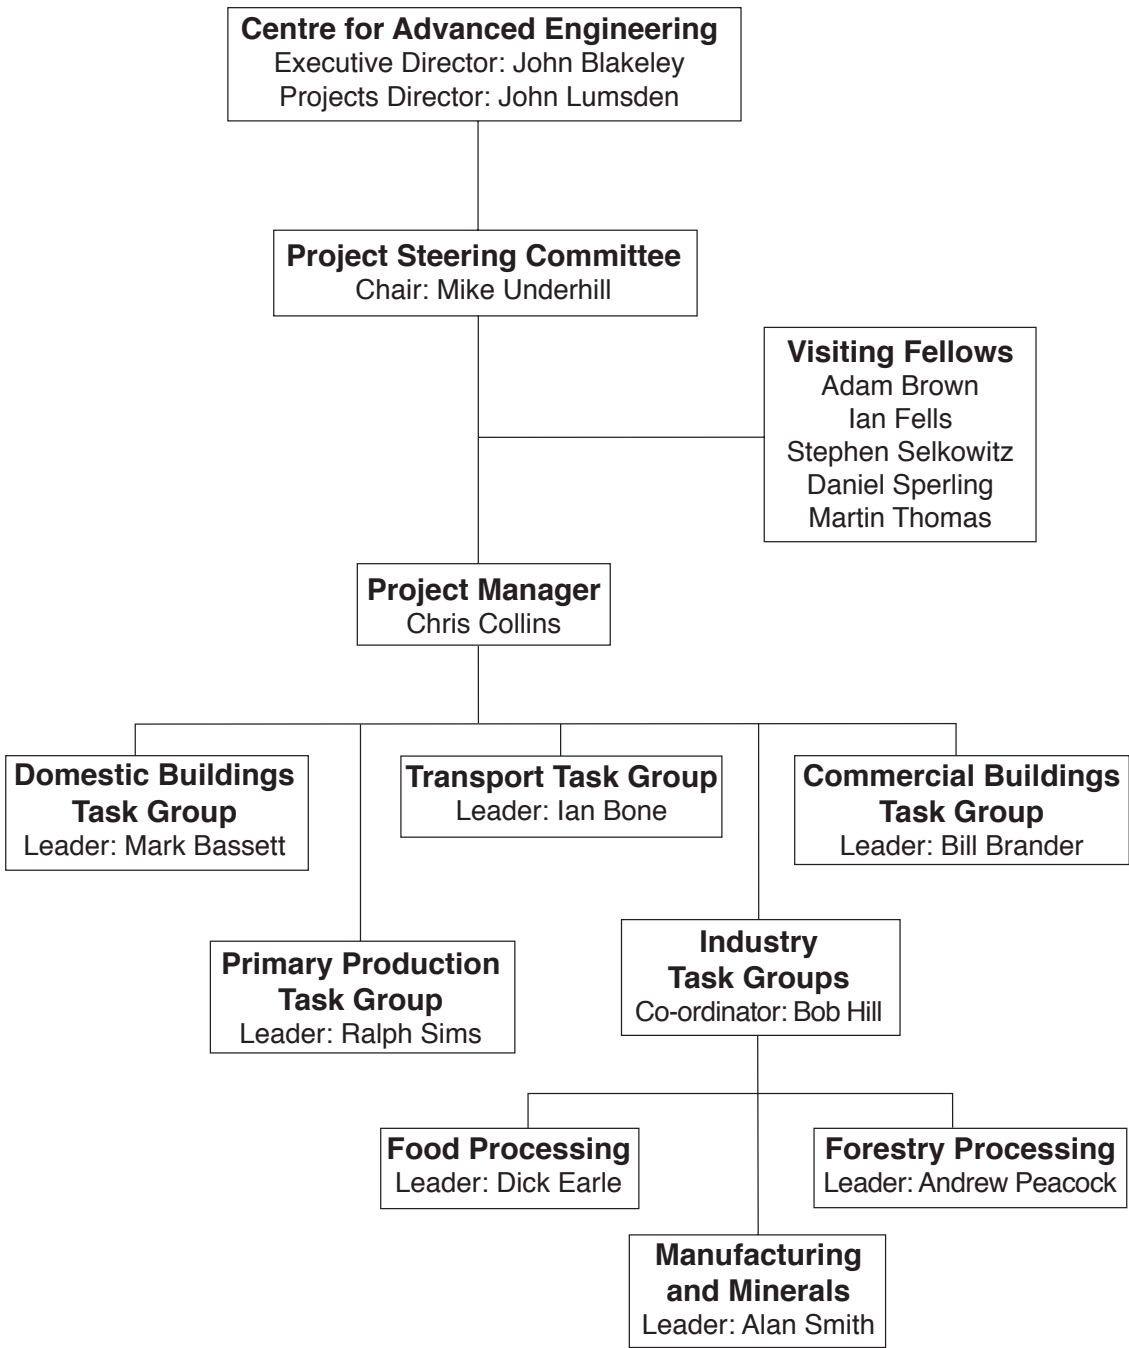 Centre for Advanced Engineering
Executive Director: John Blakeley
Projects Director: John Lumsden
Project Steering Committee
Chair: Mike Underhill
Visiting Fellows
Adam Brown
Ian Fells
Stephen Selkowitz
Daniel Sperling
Martin Thomas
Project Manager
Chris Collins
Domestic Buildings
Task Group
Leader: Mark Bassett
Transport Task Group
Leader: Ian Bone
Commercial Buildings
Task Group
Leader: Bill Brander
Primary Production
Task Group
Leader: Ralph Sims
Industry
Task Groups
Co-ordinator: Bob Hill
Food Processing
Leader: Dick Earle
Forestry Processing
Leader: Andrew Peacock
Manufacturing
and Minerals
Leader: Alan Smith